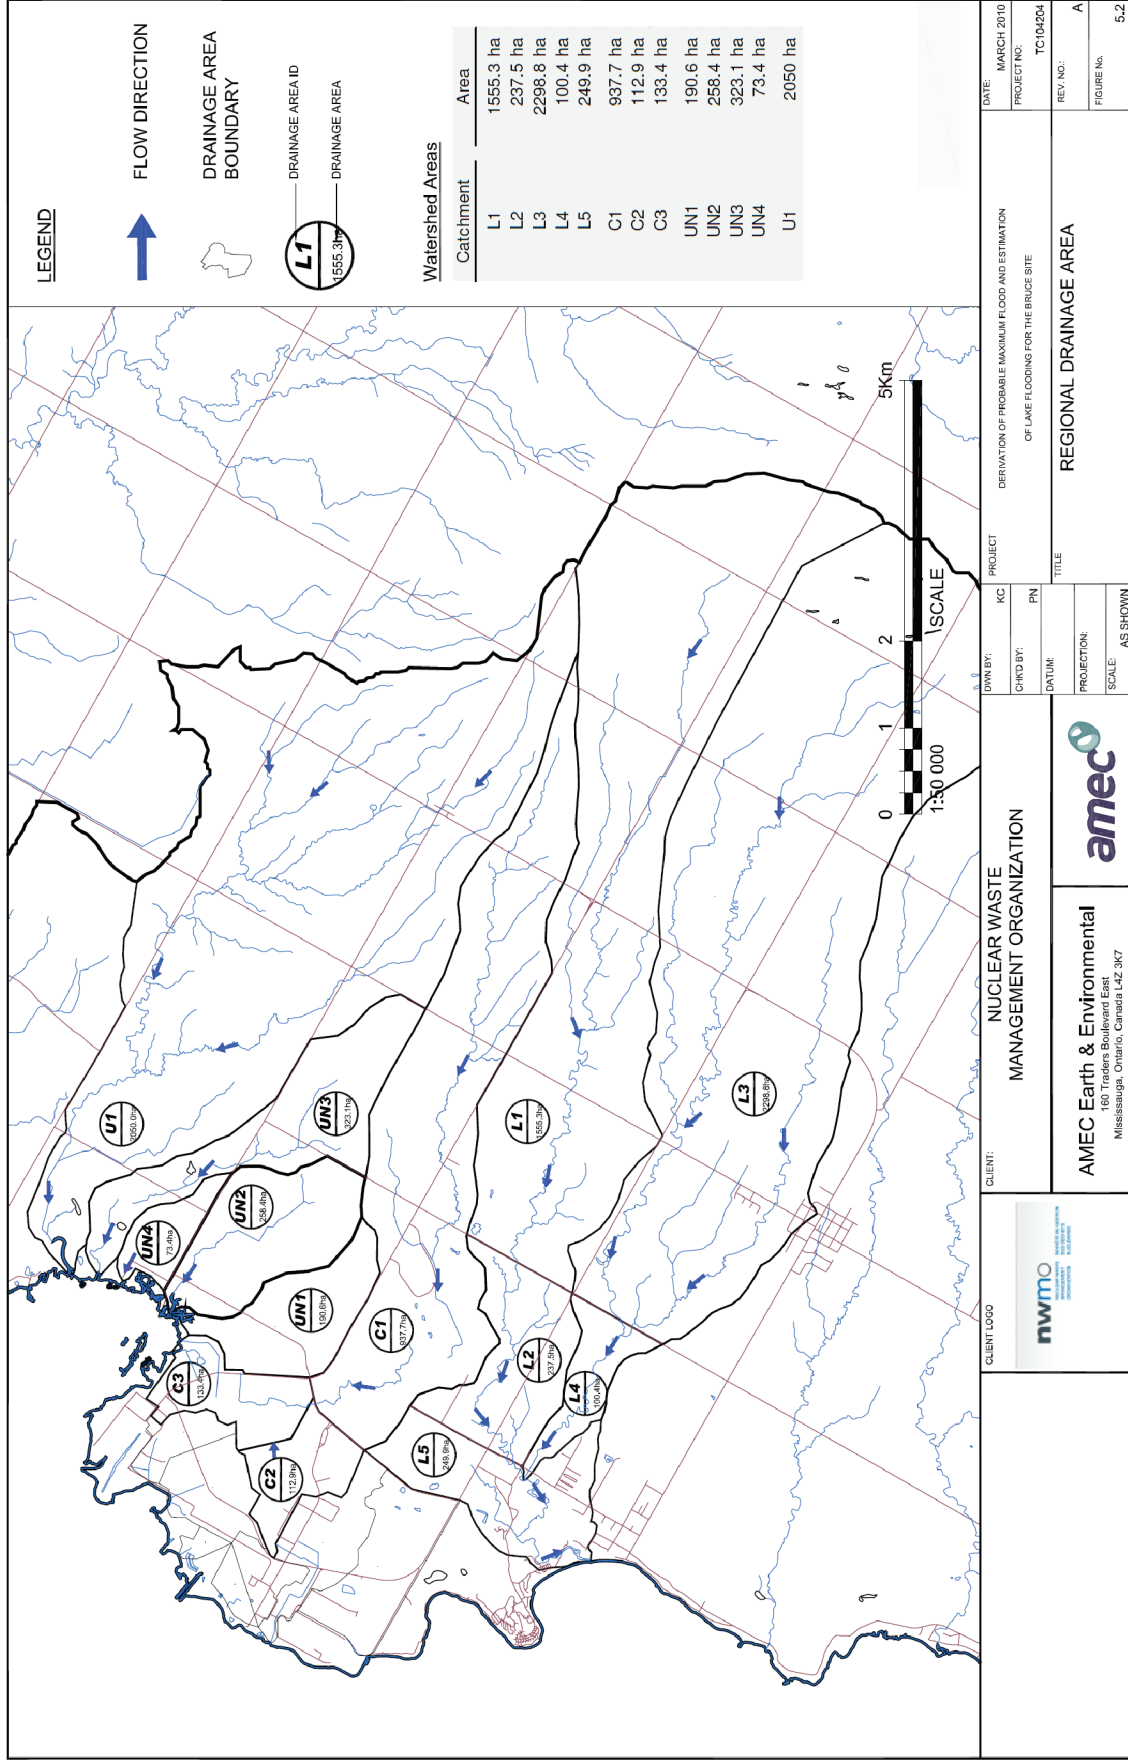 LEGEND
FLOW DIRECTION
DRAINAGE AREA
BOUNDARY
L1
1555.3ha
DRAINAGE AREA ID
DRAINAGE AREA
Watershed Areas
Catchment Area
L1 1555.3 ha
L2 237.5 ha
L3 2298.8 ha
L4 100.4 ha
L5 249.9 ha
C1 937.7 ha
C2 112.9 ha
C3 133.4 ha
UN1 190.6 ha
UN2 258.4 ha
UN3 323.1 ha
UN4 73.4 ha
U1 2050 ha
U1
2050.0ha
UN4
73.4ha
UN2
258.4ha
UN3
323.1ha
UN1
190.6ha
C3
133.4ha
C1
937.7ha
C2
112.9ha
L5
249.9ha
L1
1555.3ha
L2
237.5ha
L4
100.4ha
L3
2298.8ha
0 1 2 5Km
1:50 000 SCALE
CLIENT LOGO
nwmo
NUCLEAR WASTE
MANAGEMENT
ORGANIZATION
CLIENT:
NUCLEAR WASTE
MANAGEMENT ORGANIZATION
AMEC Earth & Environmental
160 Traders Boulevard East
Mississauga, Ontario, Canada L4Z 3K7
amec
DWN BY:
KC
CHK'D BY:
PN
DATUM:
PROJECTION:
SCALE:
AS SHOWN
PROJECT
DERIVATION OF PROBABLE MAXIMUM FLOOD AND ESTIMATION
OF LAKE FLOODING FOR THE BRUCE SITE
TITLE
REGIONAL DRAINAGE AREA
DATE:
MARCH 2010
PROJECT NO:
TC104204
REV. NO.:
A
FIGURE No.
5.2